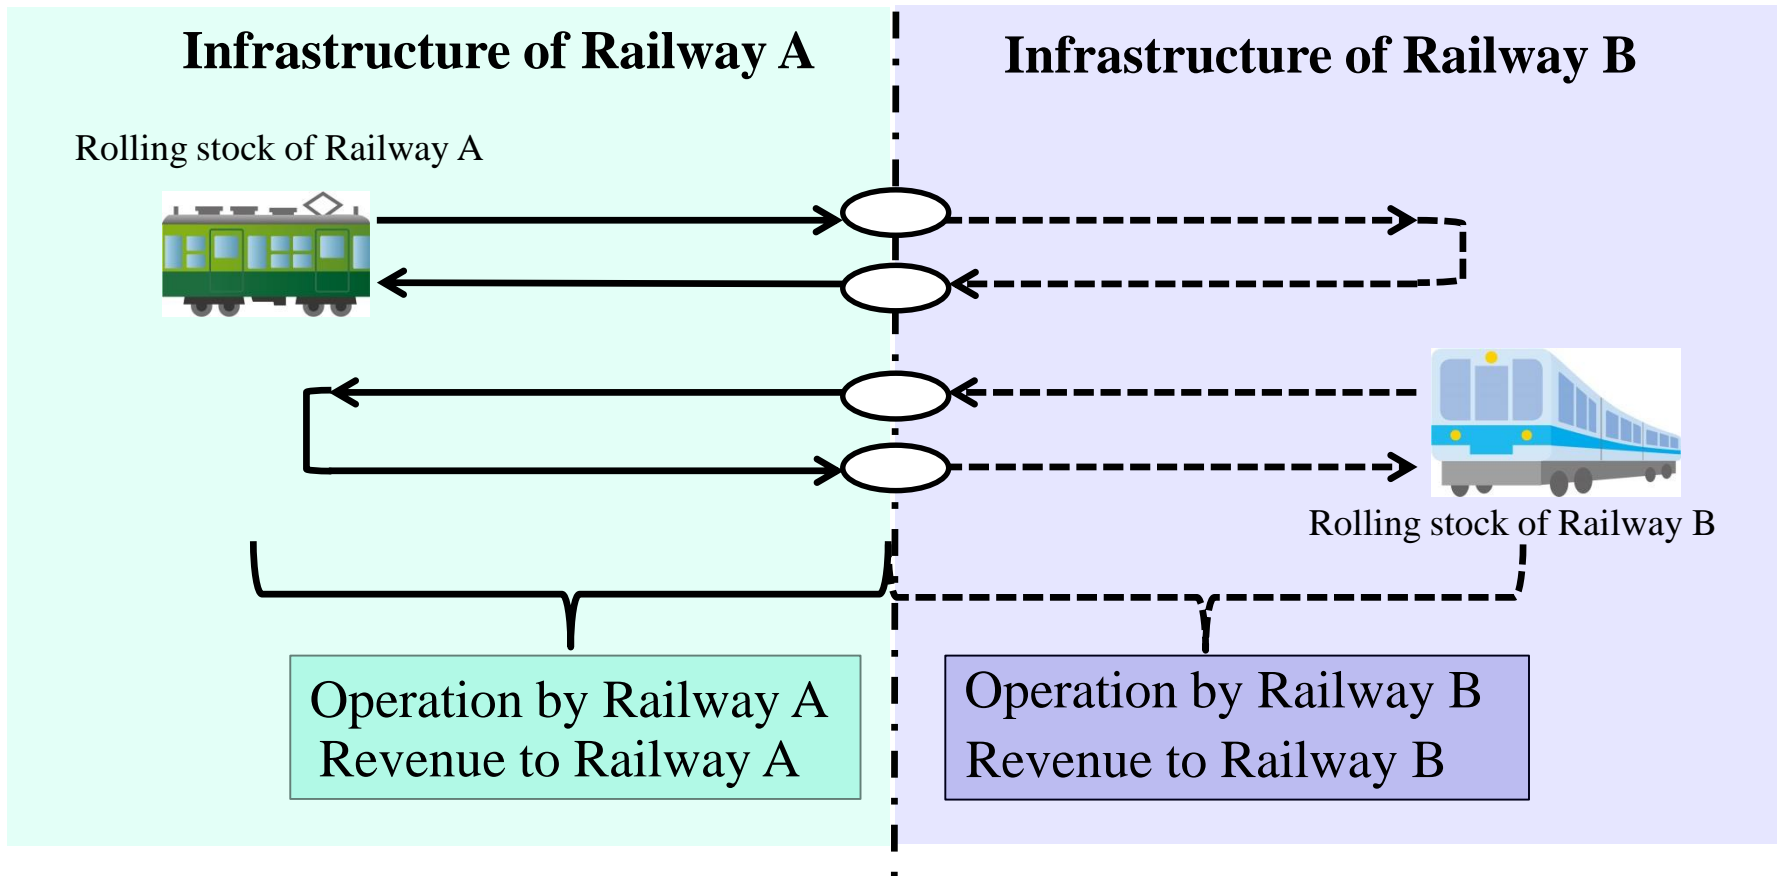 Infrastructure of Railway A
Infrastructure of Railway B
Rolling stock of Railway A
Rolling stock of Railway B
Operation by Railway A
Revenue to Railway A
Operation by Railway B
Revenue to Railway B